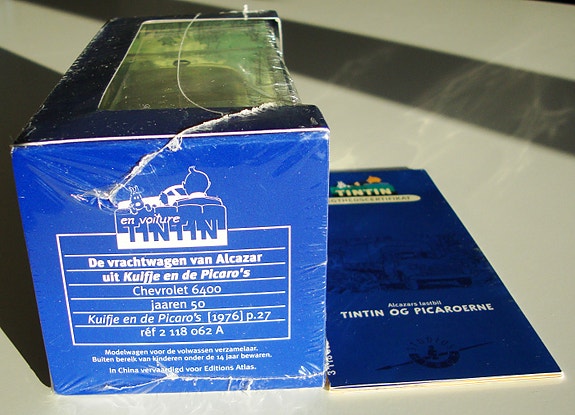 en voiture
TINTIN
De vrachtwagen van Alcazar
uit Kuifje en de Picaro's
Chevrolet 6400
jaaren 50
Kuifje en de Picaro's [1976] p.27
réf 2 118 062 A
Modelwagen voor de volwassen verzamelaar.
Buiten bereik van kinderen onder de 14 jaar bewaren.
In China vervaardigd voor Editions Atlas.
TINTIN
Alcazars lastbil
TINTIN OG PICAROERNE